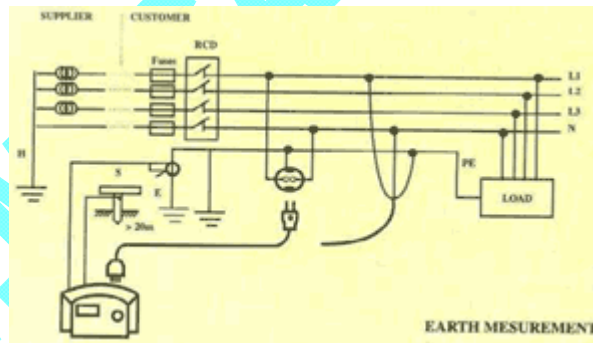 SUPPLIER CUSTOMER
RCD
Fuses
L1
L2
L3
N
H
S
E
PE
> 20m
LOAD
EARTH MESUREMENT